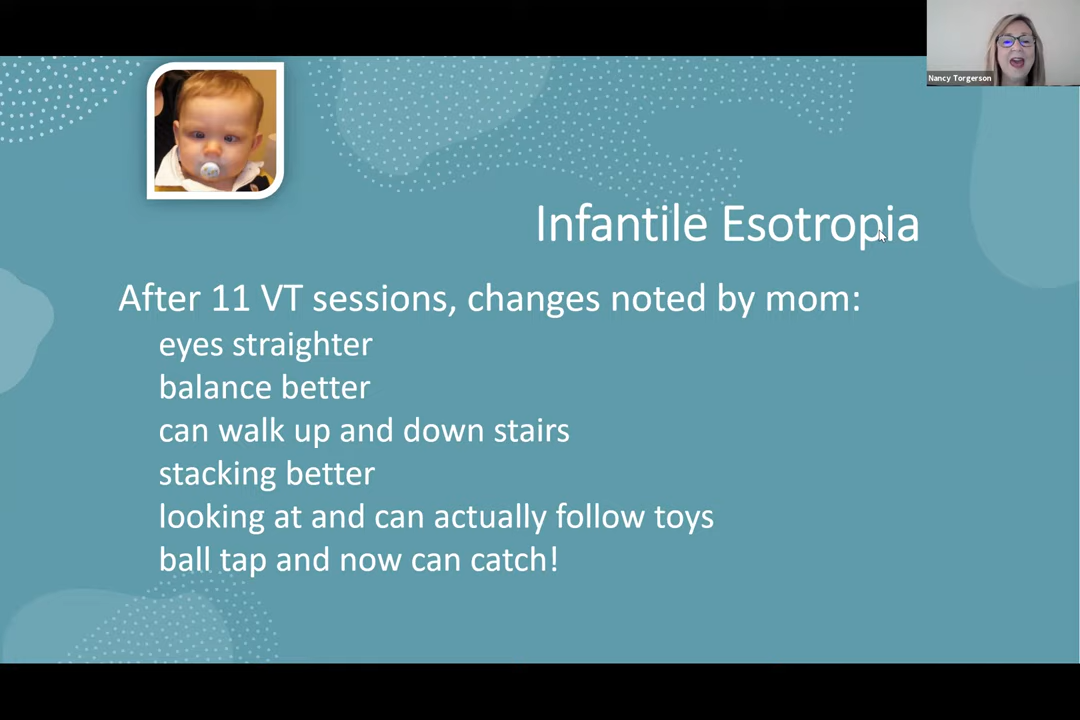 Nancy Torgerson
Infantile Esotropia
After 11 VT sessions, changes noted by mom:
eyes straighter
balance better
can walk up and down stairs
stacking better
looking at and can actually follow toys
ball tap and now can catch!